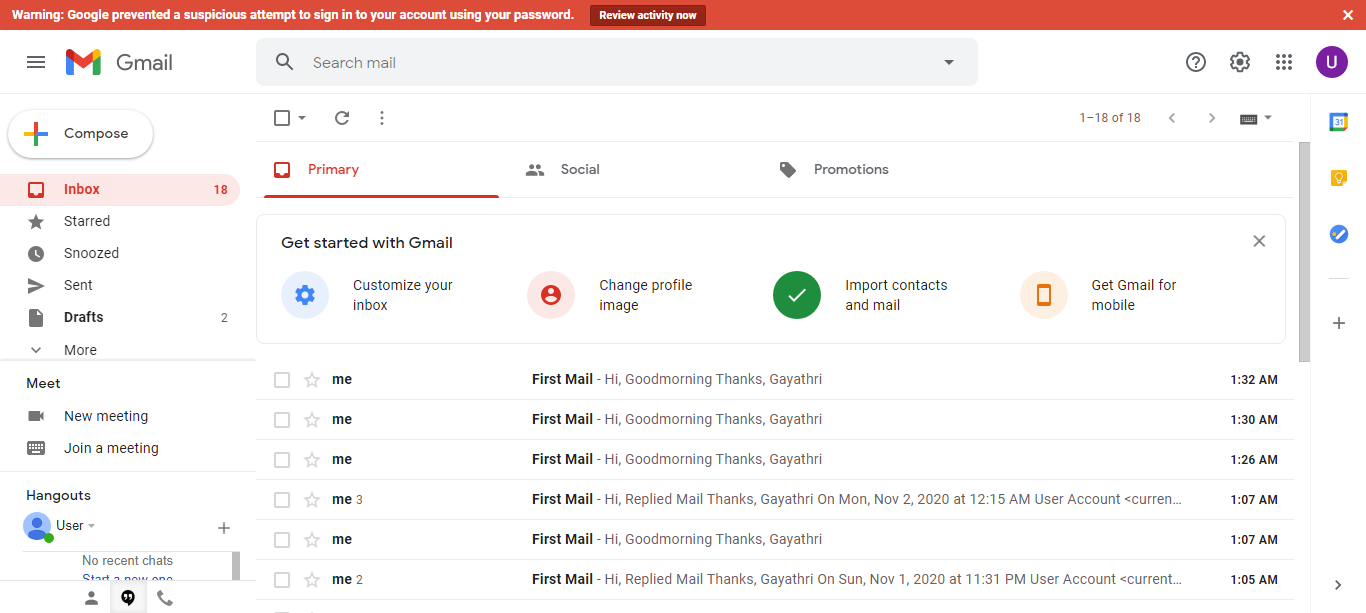 Warning: Google prevented a suspicious attempt to sign in to your account using your password. Review activity now
Gmail
Search mail
U
Compose
1–18 of 18
31
Primary
Social
Promotions
Inbox 18
Starred
Snoozed
Sent
Drafts 2
More
Get started with Gmail
Customize your
inbox
Change profile
image
Import contacts
and mail
Get Gmail for
mobile
Meet
New meeting
Join a meeting
Hangouts
User
No recent chats
Start a new one
me First Mail - Hi, Goodmorning Thanks, Gayathri 1:32 AM
me First Mail - Hi, Goodmorning Thanks, Gayathri 1:30 AM
me First Mail - Hi, Goodmorning Thanks, Gayathri 1:26 AM
me 3 First Mail - Hi, Replied Mail Thanks, Gayathri On Mon, Nov 2, 2020 at 12:15 AM User Account <curren... 1:07 AM
me First Mail - Hi, Goodmorning Thanks, Gayathri 1:07 AM
me 2 First Mail - Hi, Replied Mail Thanks, Gayathri On Sun, Nov 1, 2020 at 11:31 PM User Account <current... 1:05 AM